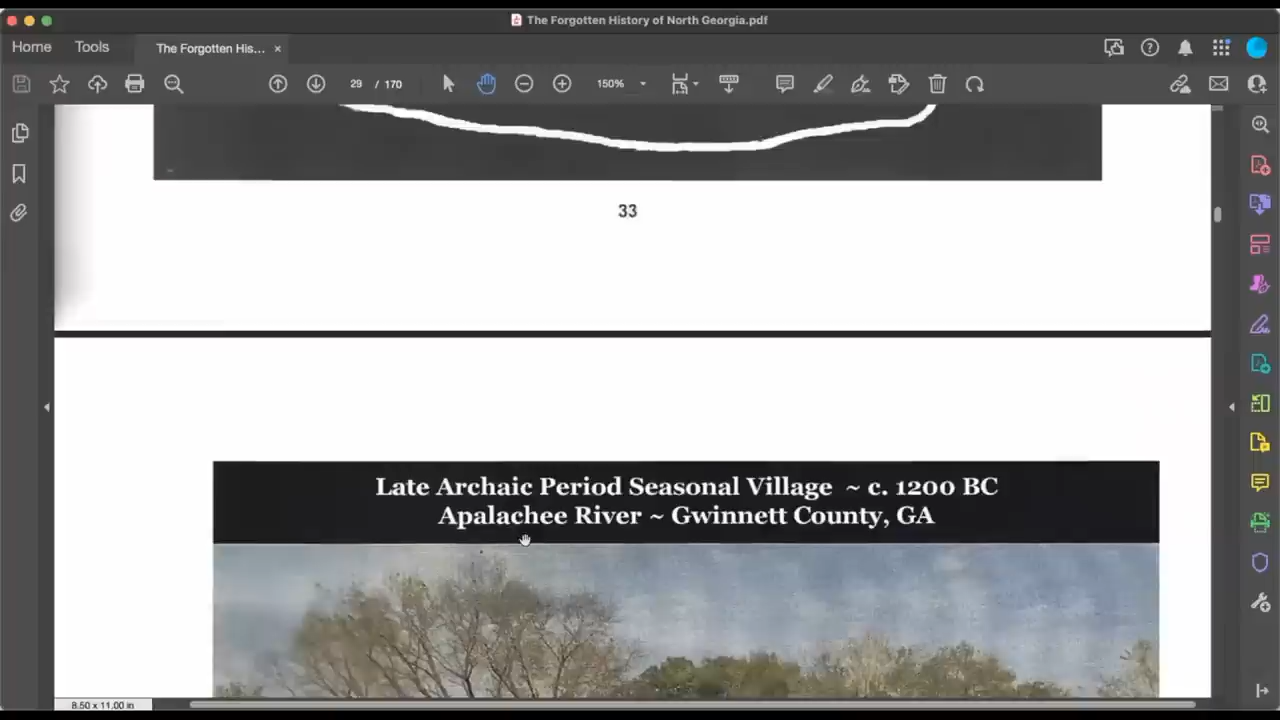 The Forgotten History of North Georgia.pdf
Home
Tools
The Forgotten His...
29 / 170
150%
33
Late Archaic Period Seasonal Village ~ c. 1200 BC
Apalachee River ~ Gwinnett County, GA
8.50 x 11.00 in